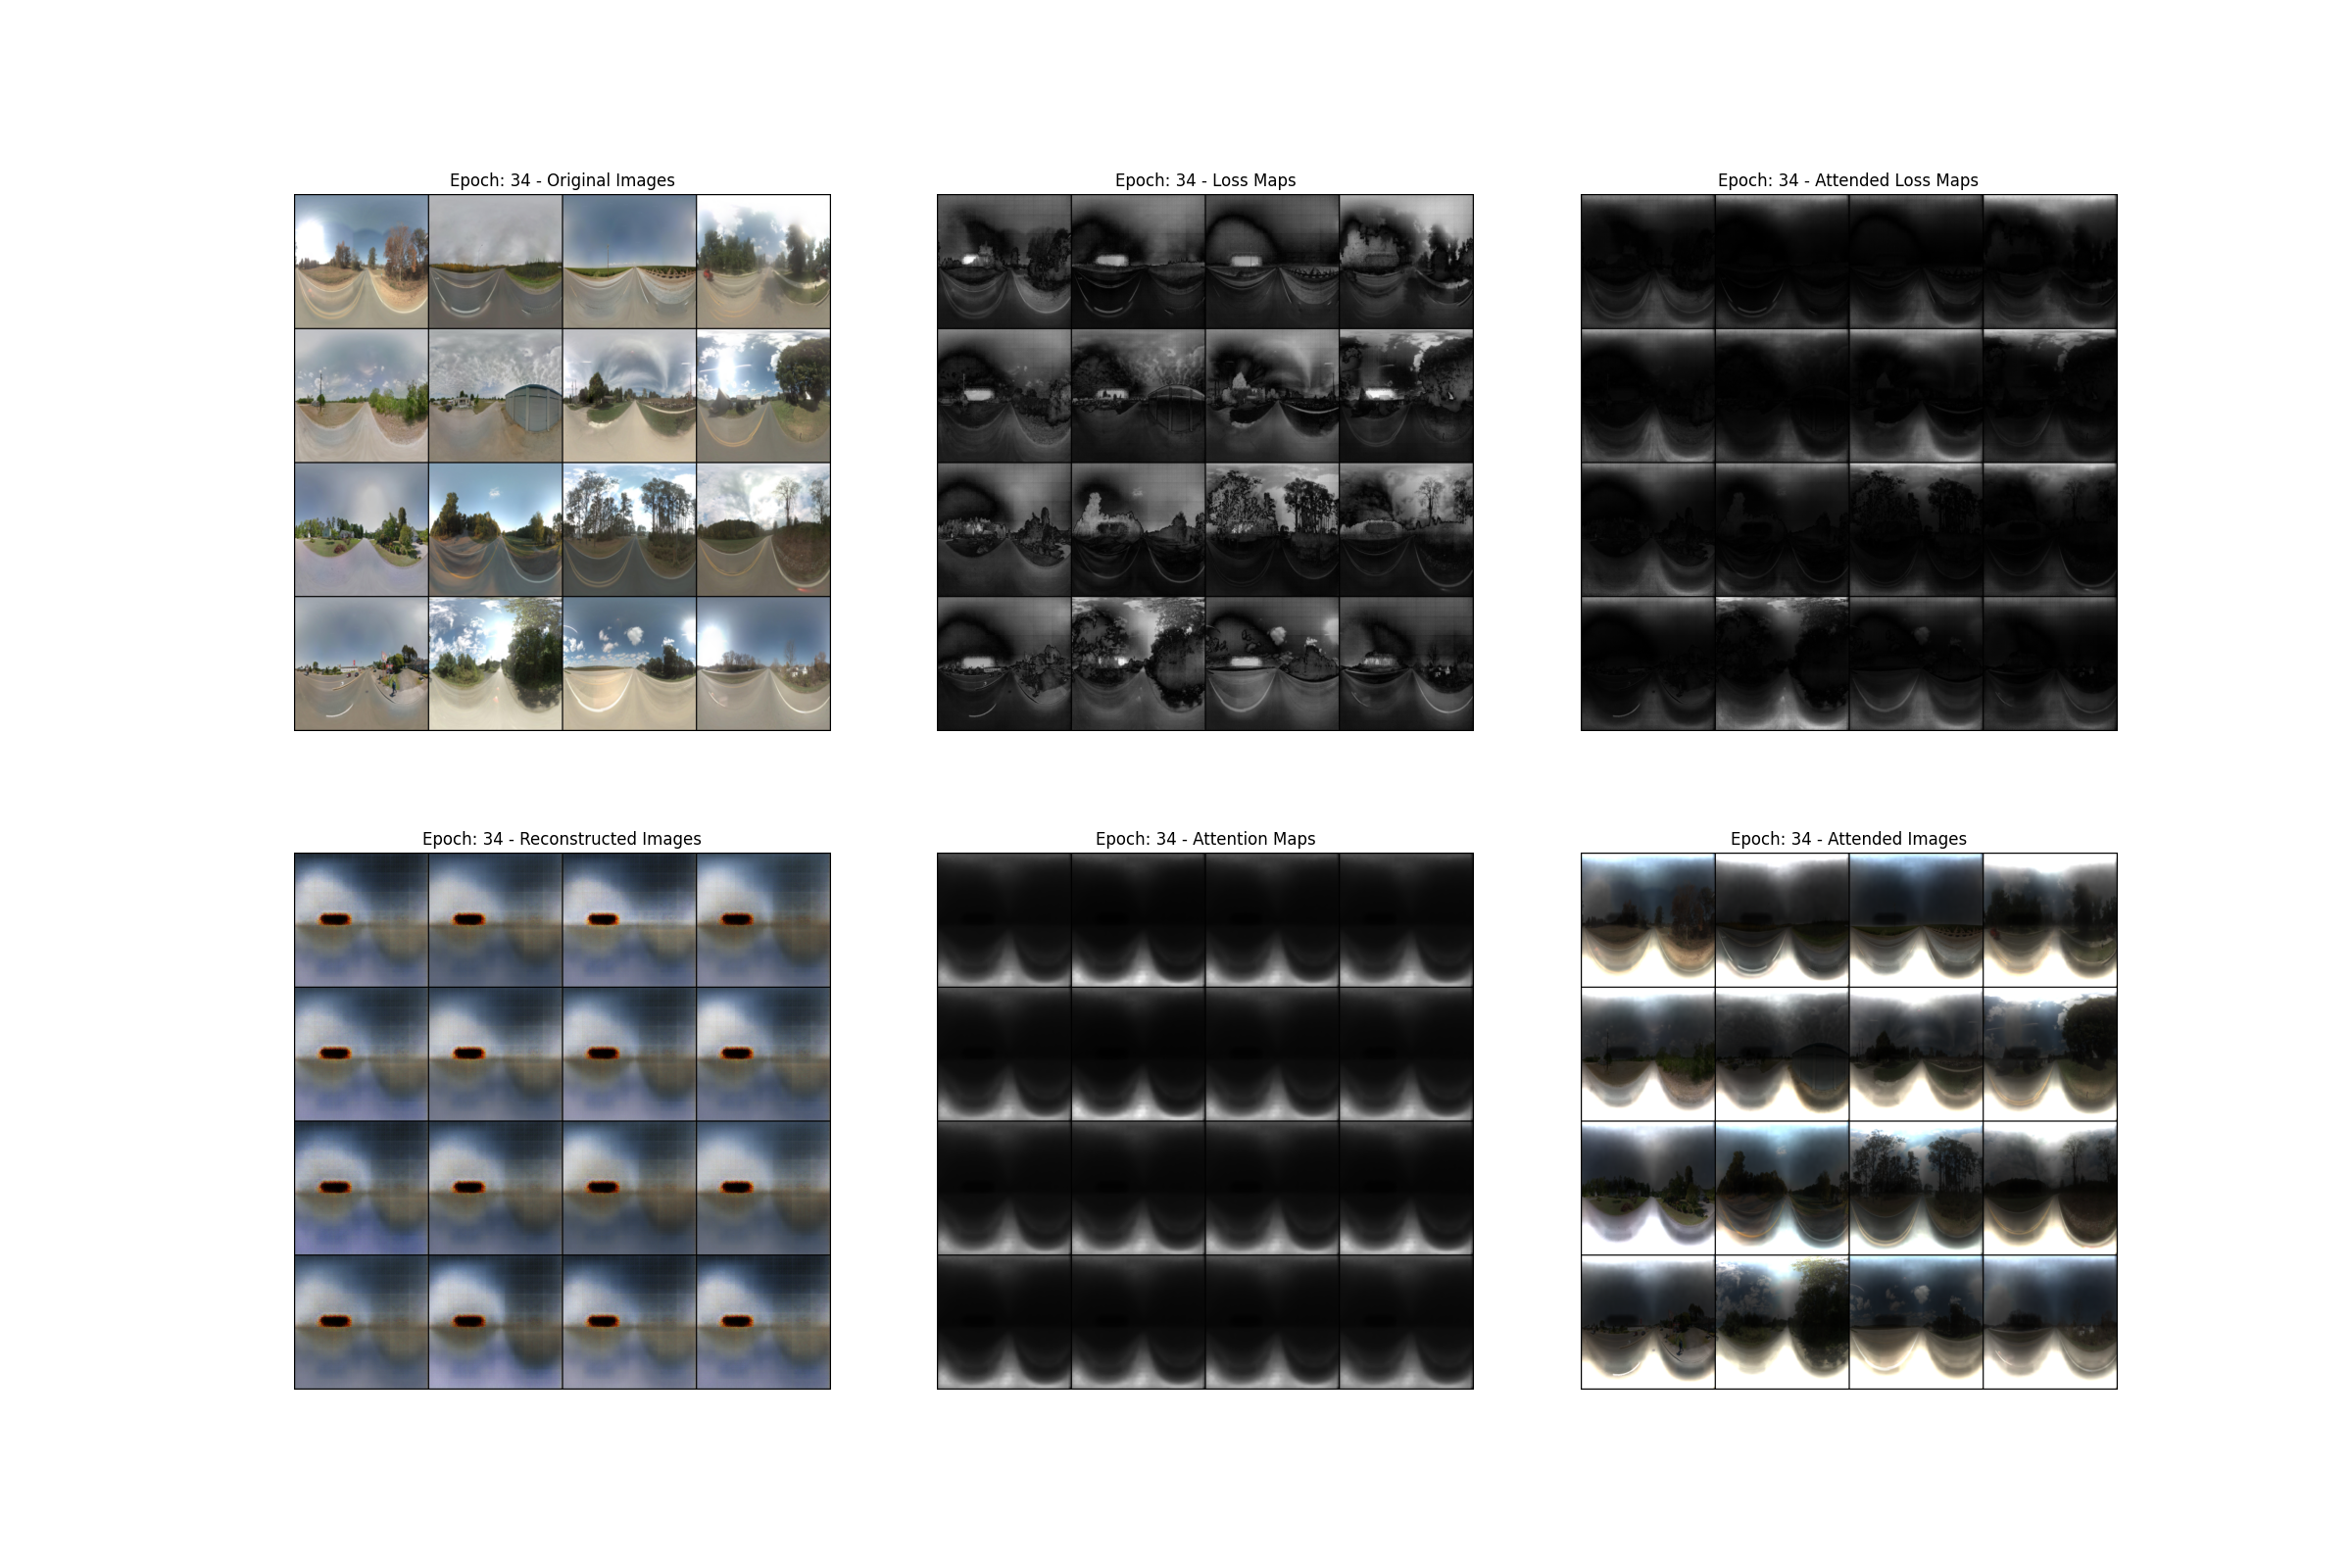 Epoch: 34 - Original Images
Epoch: 34 - Loss Maps
Epoch: 34 - Attended Loss Maps
Epoch: 34 - Reconstructed Images
Epoch: 34 - Attention Maps
Epoch: 34 - Attended Images